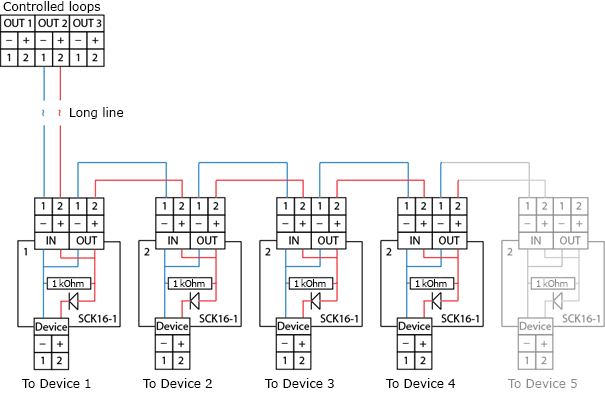 Controlled loops
OUT 1 OUT 2 OUT 3
− + − + − +
1 2 1 2 1 2
~ ~ Long line
1 2 1 2 1 2 1 2 1 2 1 2 1 2 1 2 1 2 1 2
− + − + − + − + − + − + − + − + − + − +
IN OUT IN OUT IN OUT IN OUT IN OUT
1 2 2 2 2
1 kOhm 1 kOhm 1 kOhm 1 kOhm 1 kOhm
SCK16-1 SCK16-1 SCK16-1 SCK16-1 SCK16-1
Device Device Device Device Device
− + − + − + − + − +
1 2 1 2 1 2 1 2 1 2
To Device 1 To Device 2 To Device 3 To Device 4 To Device 5